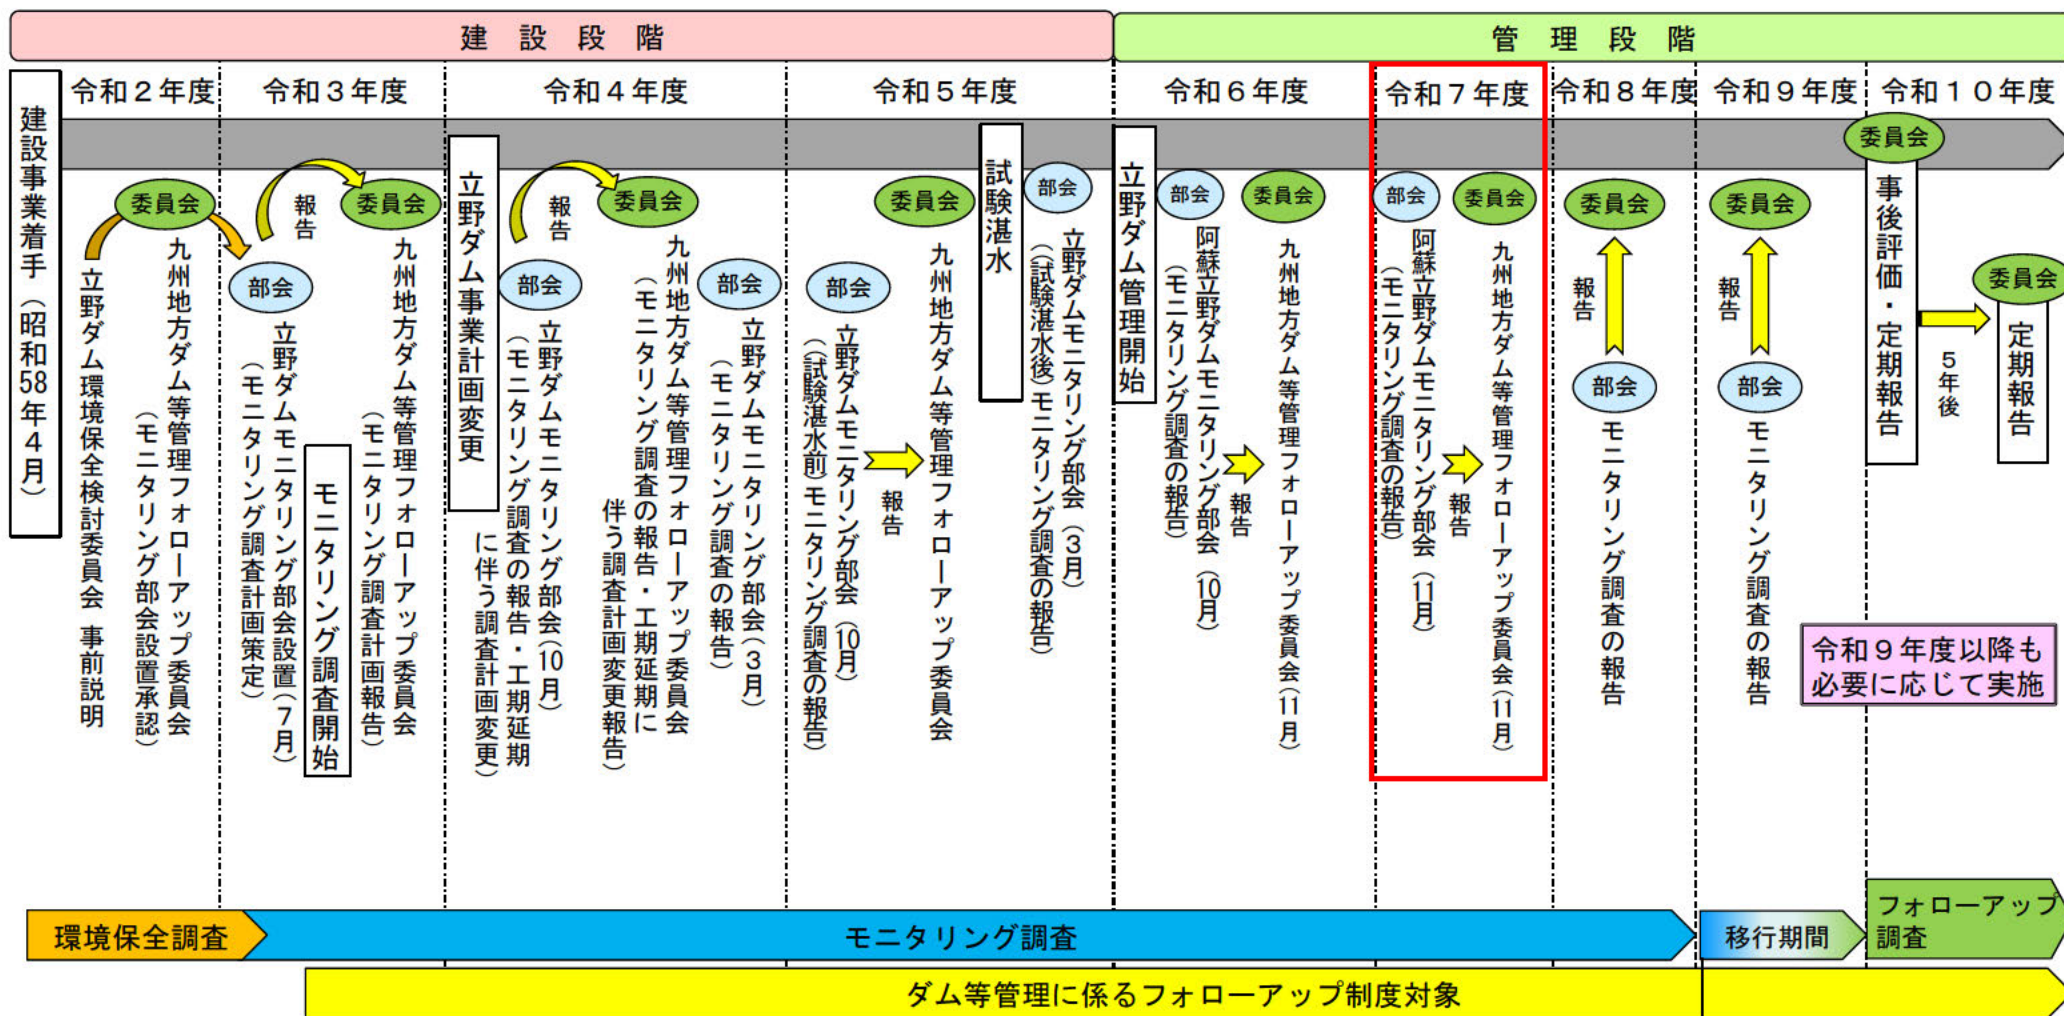 建設段階
管理段階
令和２年度
令和３年度
令和４年度
令和５年度
令和６年度
令和７年度
令和８年度
令和９年度
令和１０年度
建設事業着手（昭和58年４月）
立野ダム環境保全検討委員会 事前説明
委員会
九州地方ダム等管理フォローアップ委員会
（モニタリング部会設置承認）
部会
立野ダムモニタリング部会設置（７月）
（モニタリング調査計画策定）
報告
モニタリング調査開始
委員会
九州地方ダム等管理フォローアップ委員会
（モニタリング調査計画報告）
立野ダム事業計画変更
部会
立野ダムモニタリング部会（10月）
（モニタリング調査の報告・工期延期
に伴う調査計画変更）
報告
委員会
九州地方ダム等管理フォローアップ委員会
（モニタリング調査の報告・工期延期に
伴う調査計画変更報告）
部会
立野ダムモニタリング部会（３月）
（モニタリング調査の報告）
部会
立野ダムモニタリング部会（10月）
（（試験湛水前）モニタリング調査の報告）
報告
委員会
九州地方ダム等管理フォローアップ委員会
試験湛水
部会
立野ダムモニタリング部会（３月）
（（試験湛水後）モニタリング調査の報告）
立野ダム管理開始
部会
阿蘇立野ダムモニタリング部会（10月）
（モニタリング調査の報告）
報告
委員会
九州地方ダム等管理フォローアップ委員会（11月）
部会
阿蘇立野ダムモニタリング部会（11月）
（モニタリング調査の報告）
報告
委員会
九州地方ダム等管理フォローアップ委員会（11月）
委員会
報告
部会
モニタリング調査の報告
委員会
報告
部会
モニタリング調査の報告
委員会
事後評価・定期報告
５年後
委員会
定期報告
令和９年度以降も
必要に応じて実施
環境保全調査
モニタリング調査
移行期間
フォローアップ
調査
ダム等管理に係るフォローアップ制度対象